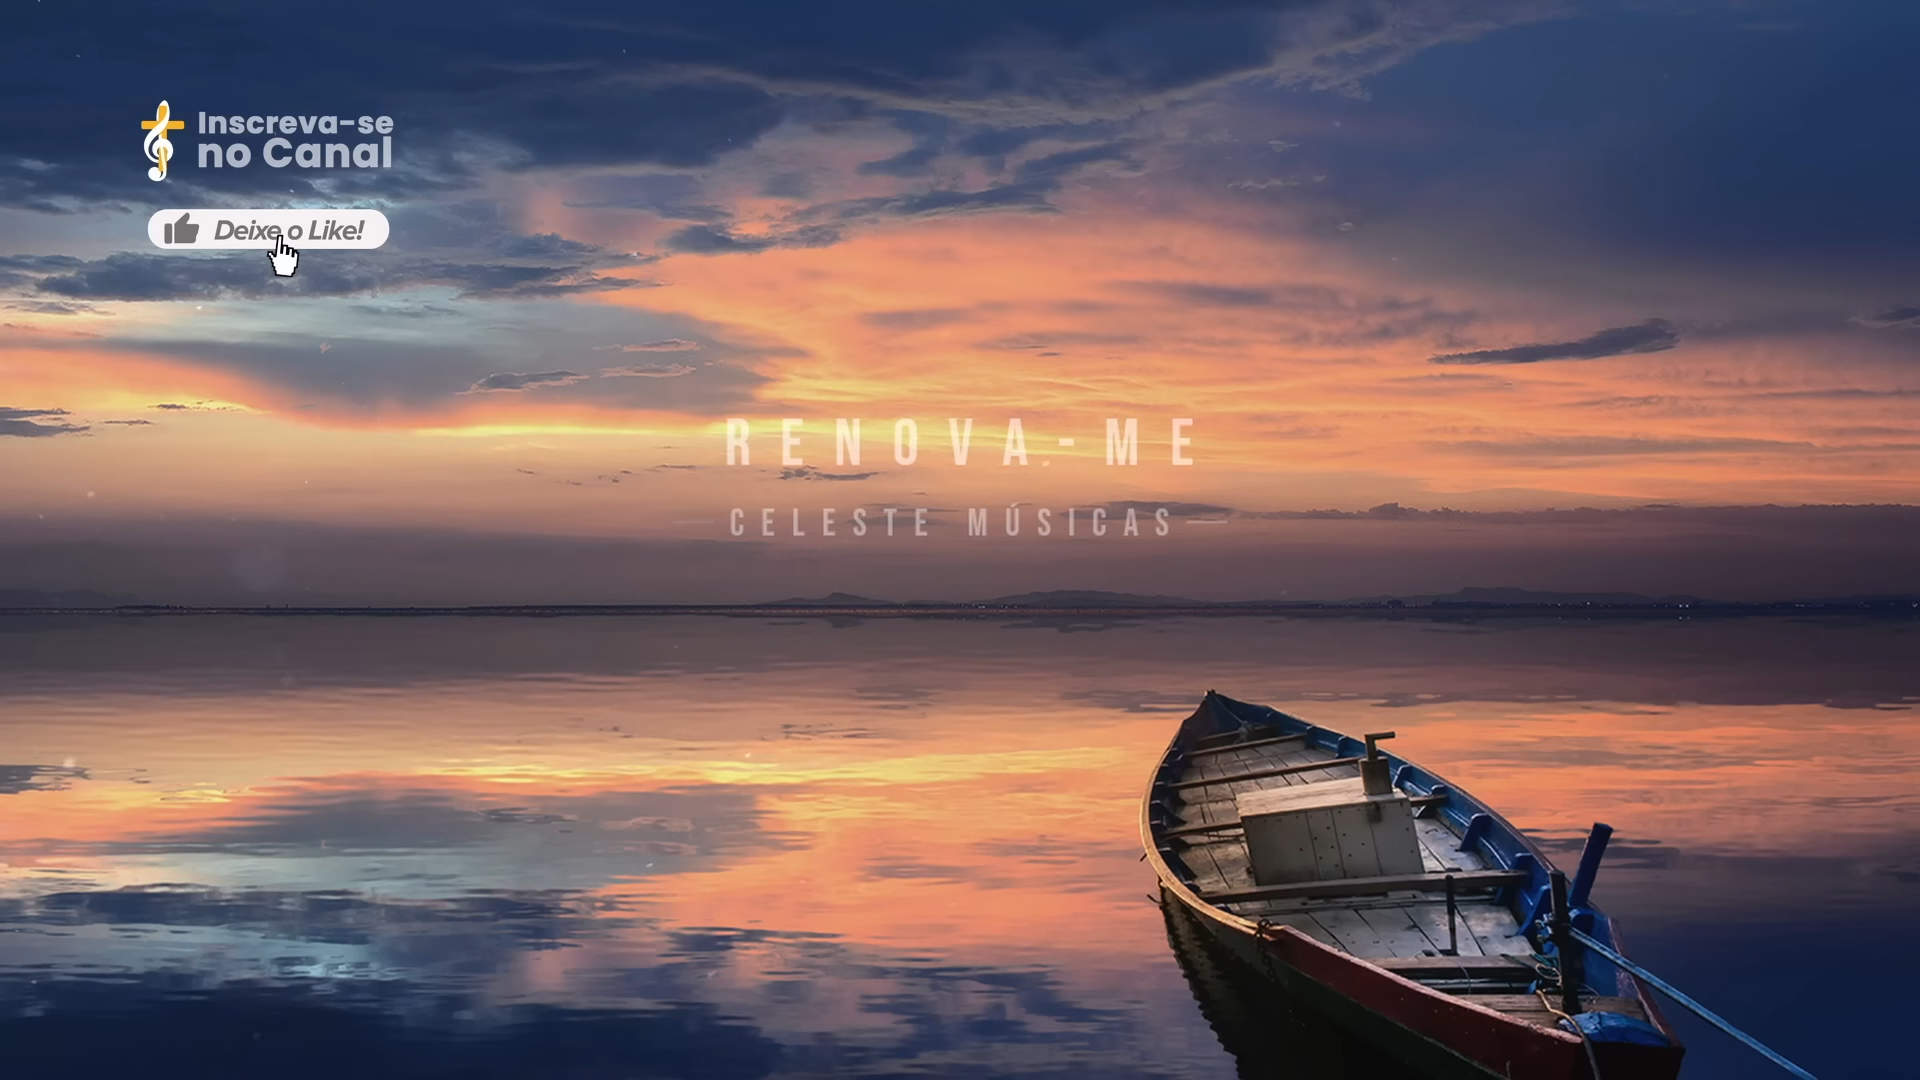 Inscreva-se
no Canal
Deixe o Like!
RENOVA-ME
CELESTE MÚSICAS